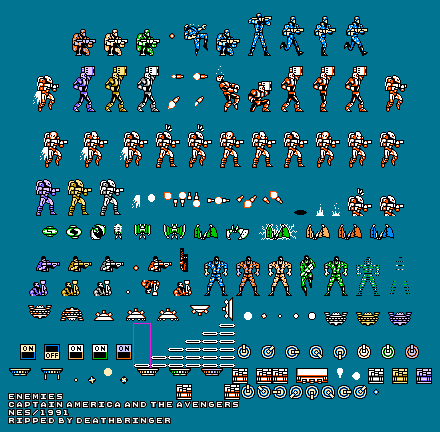 ON OFF ON ON ON
ENEMIES
CAPTAIN AMERICA AND THE AVENGERS
NES/1991
RIPPED BY DEATHBRINGER